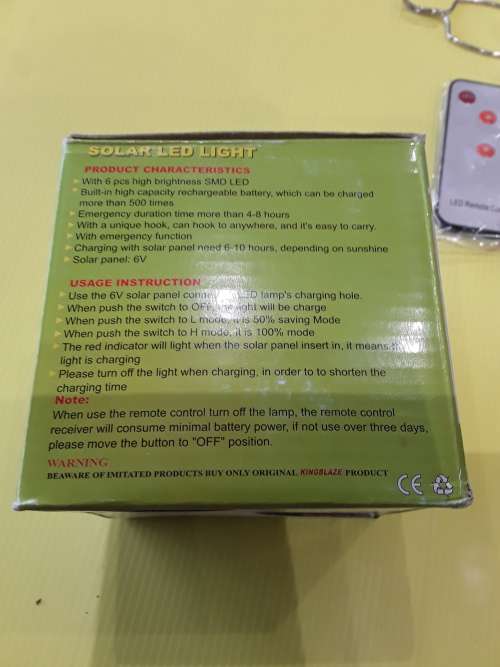 SOLAR LED LIGHT
PRODUCT CHARACTERISTICS
With 6 pcs high brightness SMD LED
Built-in high capacity rechargeable battery, which can be charged
more than 500 times
Emergency duration time more than 4-8 hours
With a unique hook, can hook to anywhere, and it's easy to carry.
With emergency function
Charging with solar panel need 6-10 hours, depending on sunshine
Solar panel: 6V
USAGE INSTRUCTION
Use the 6V solar panel lamp's charging hole.
When push the switch to OFF, light will be charge
When push the switch to L mode, it is 50% saving Mode
When push the switch to H mode, it is 100% mode
The red indicator will light when the solar panel insert in, it means
light is charging
Please turn off the light when charging, in order to to shorten the
charging time
Note:
When use the remote control turn off the lamp, the remote control
receiver will consume minimal battery power, if not use over three days,
please move the button to "OFF" position.
WARNING
BEAWARE OF IMITATED PRODUCTS BUY ONLY ORIGINAL KINGBLAZE PRODUCT
CE
LED Remote